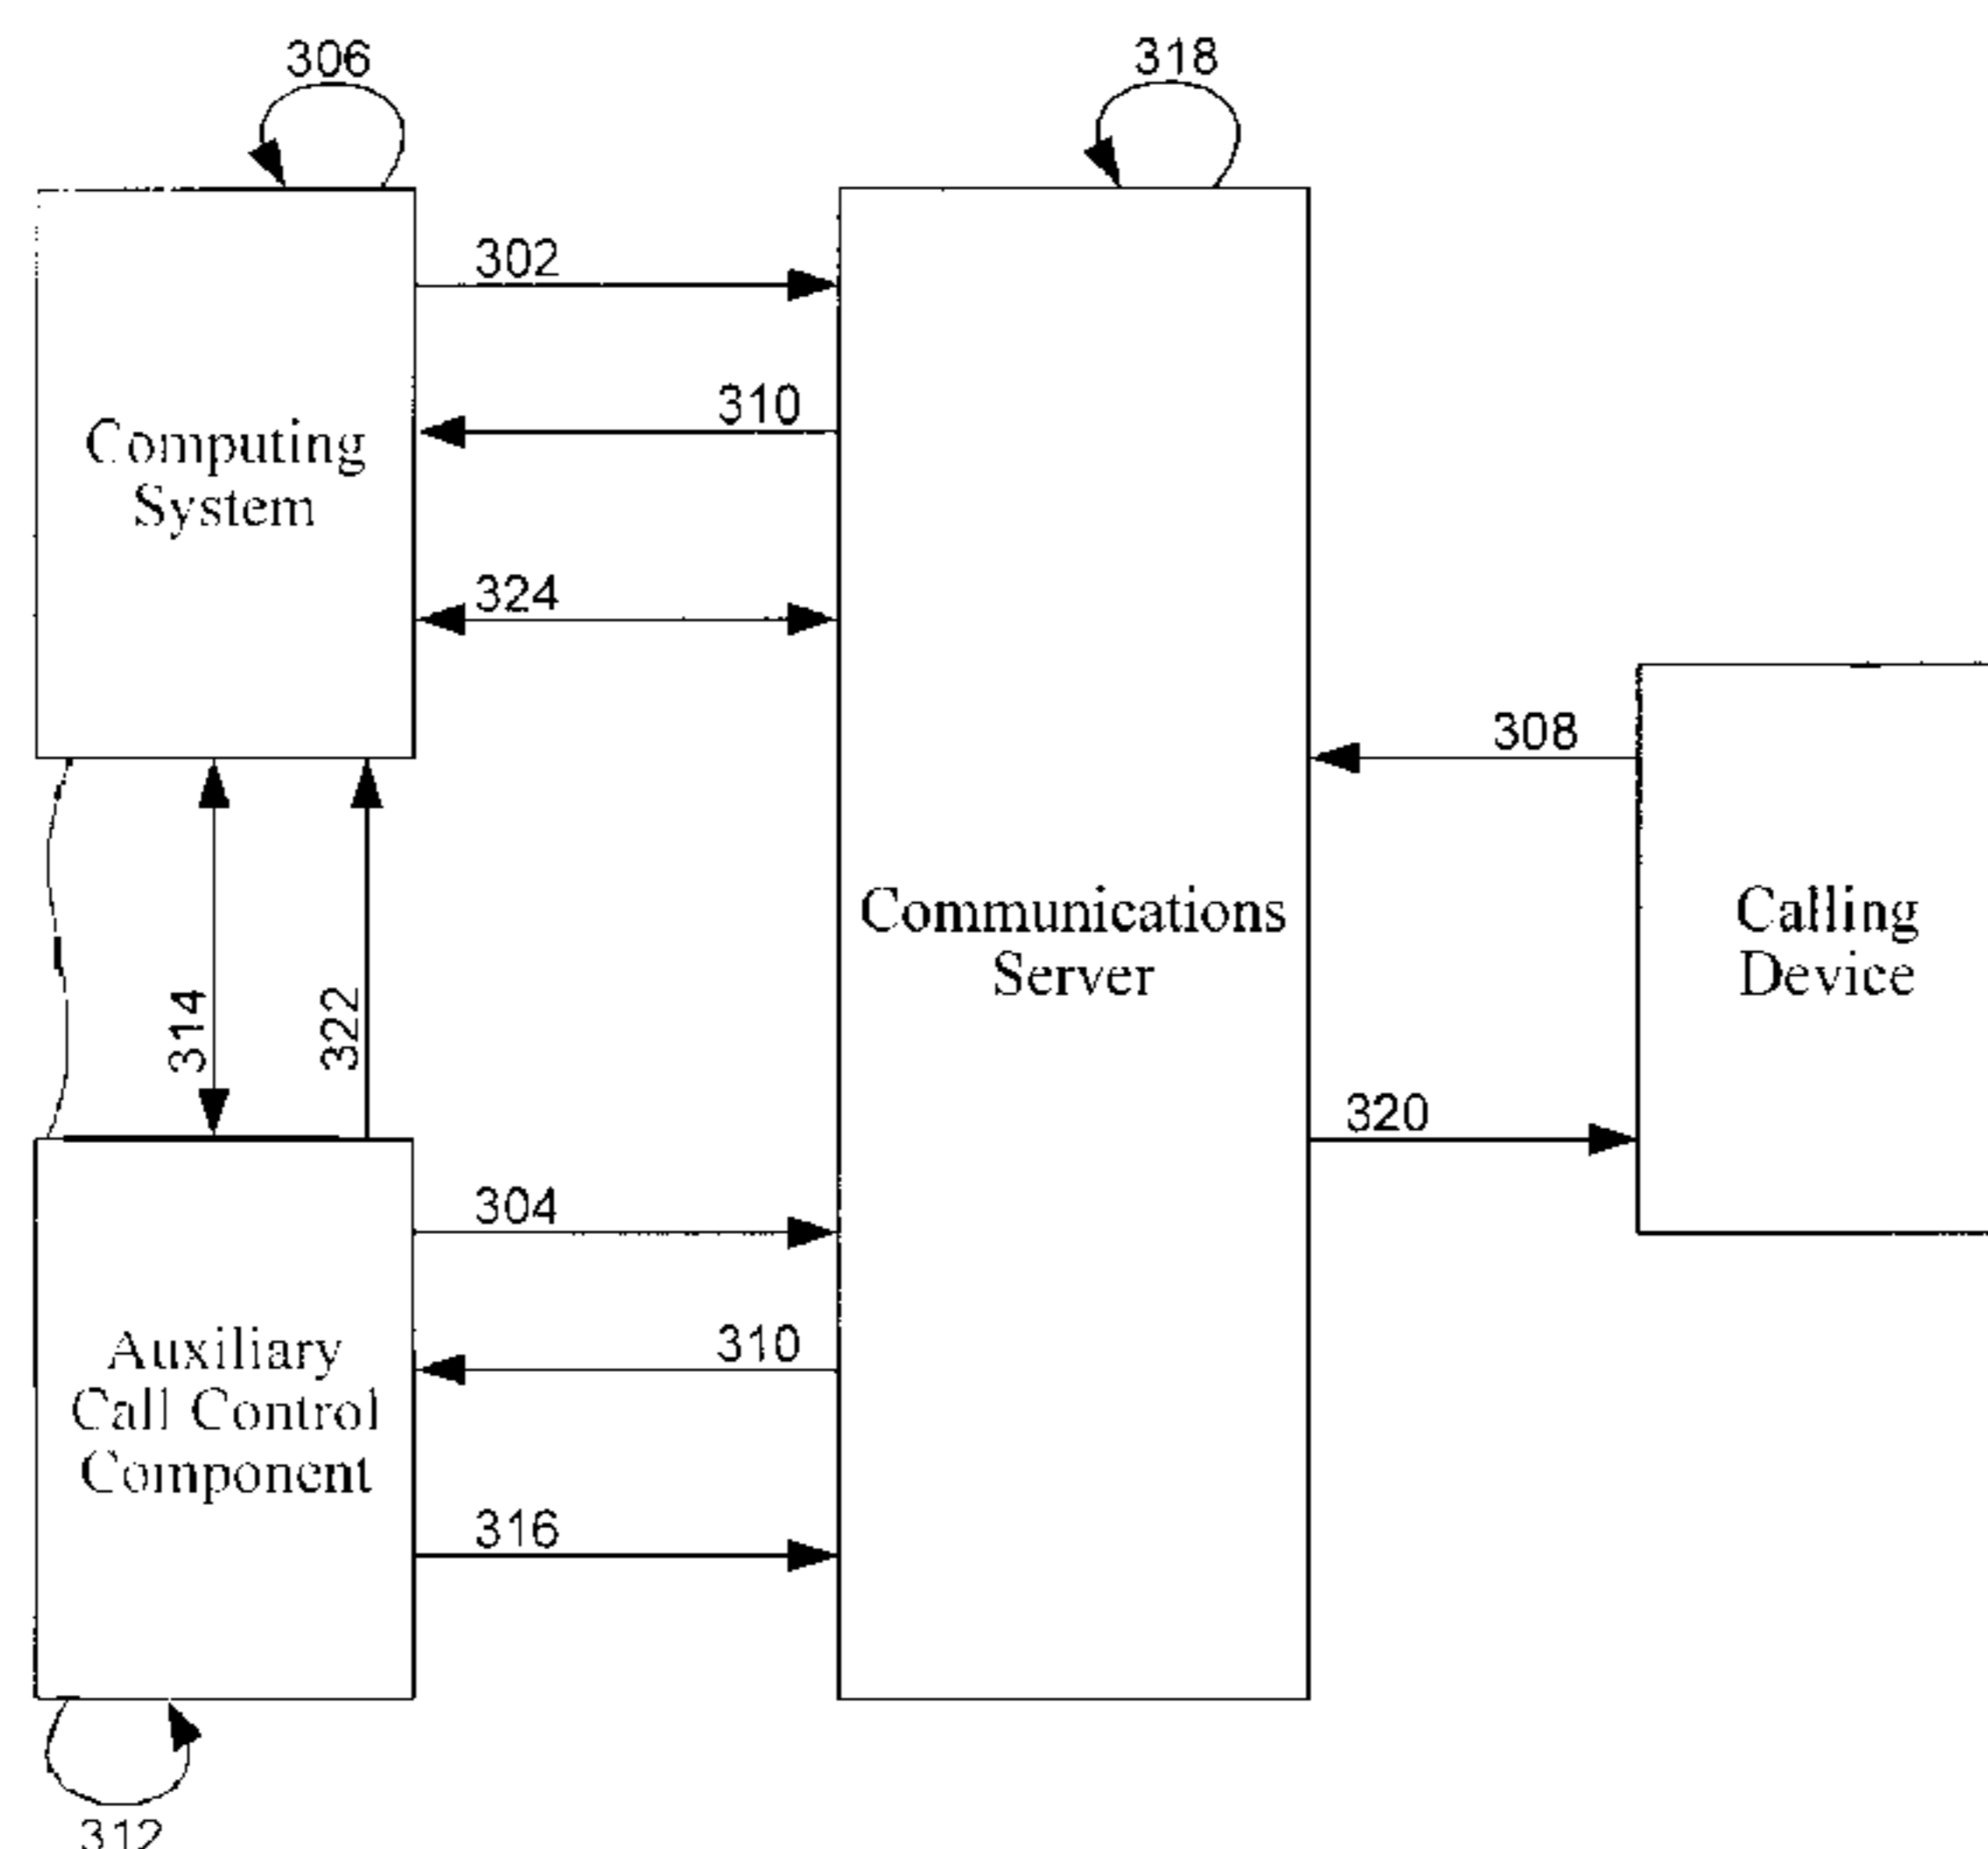 306
318
302
310
Computing
System
324
308
Communications
Server
Calling
Device
314
322
320
304
310
Auxiliary
Call Control
Component
316
312